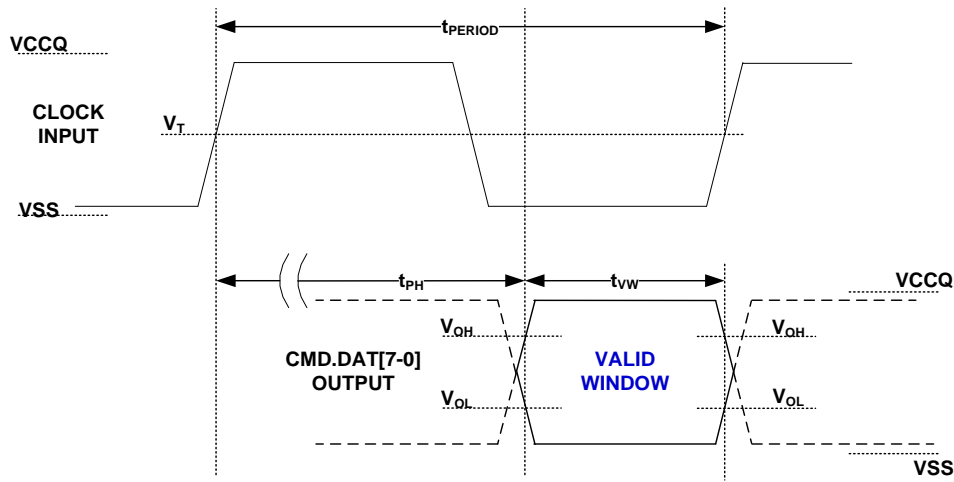 tPERIOD
VCCQ
CLOCK
INPUT
VT
VSS
tPH
tVW
VCCQ
VOH
VOH
CMD.DAT[7-0]
OUTPUT
VALID
WINDOW
VOL
VOL
VSS